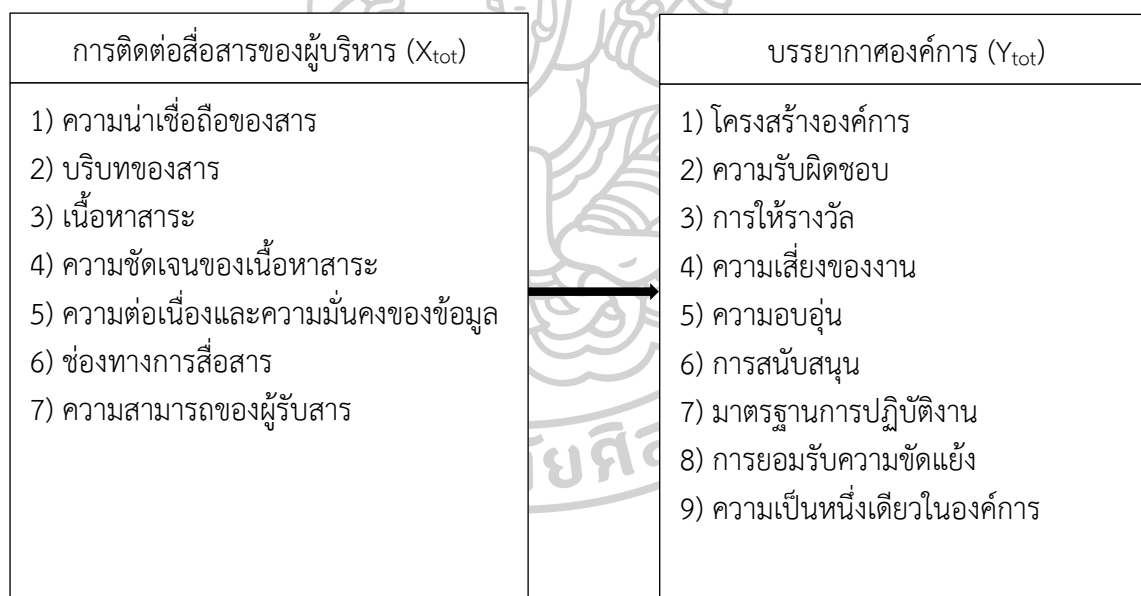 การติดต่อสื่อสารของผู้บริหาร (Xtot)
1) ความน่าเชื่อถือของสาร
2) บริบทของสาร
3) เนื้อหาสาระ
4) ความชัดเจนของเนื้อหาสาระ
5) ความต่อเนื่องและความมั่นคงของข้อมูล
6) ช่องทางการสื่อสาร
7) ความสามารถของผู้รับสาร
บรรยากาศองค์การ (Ytot)
1) โครงสร้างองค์การ
2) ความรับผิดชอบ
3) การให้รางวัล
4) ความเสี่ยงของงาน
5) ความอบอุ่น
6) การสนับสนุน
7) มาตรฐานการปฏิบัติงาน
8) การยอมรับความขัดแย้ง
9) ความเป็นหนึ่งเดียวในองค์การ